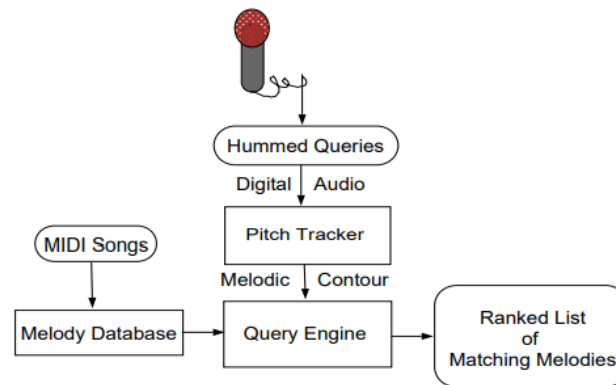 Hummed Queries
Digital Audio
Pitch Tracker
MIDI Songs
Melodic Contour
Melody Database
Query Engine
Ranked List
of
Matching Melodies